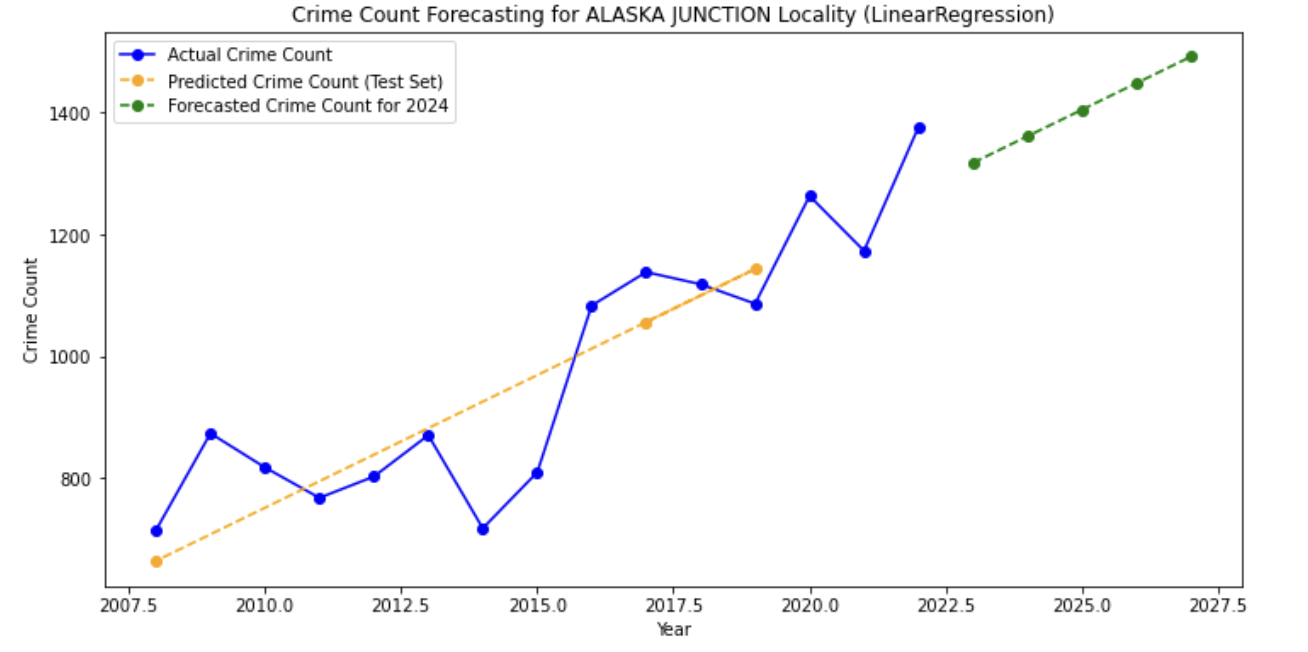 Crime Count Forecasting for ALASKA JUNCTION Locality (LinearRegression)
Actual Crime Count
Predicted Crime Count (Test Set)
Forecasted Crime Count for 2024
1400
1200
1000
800
Crime Count
2007.5 2010.0 2012.5 2015.0 2017.5 2020.0 2022.5 2025.0 2027.5
Year